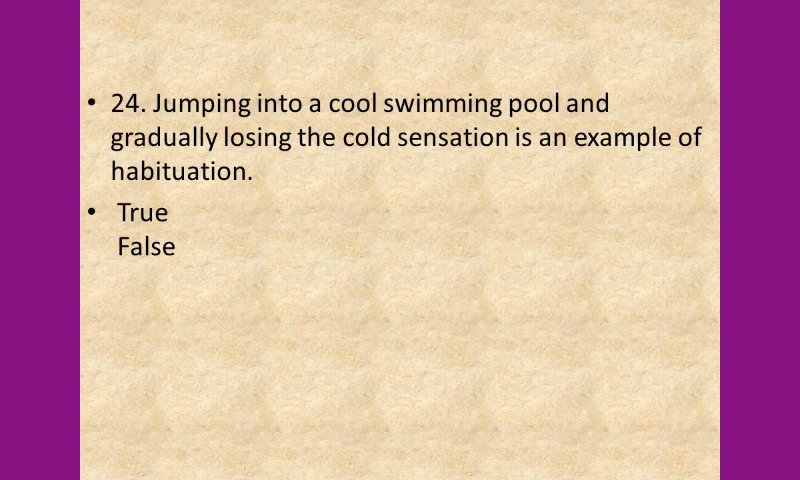 • 24. Jumping into a cool swimming pool and
gradually losing the cold sensation is an example of
habituation.
• True
False